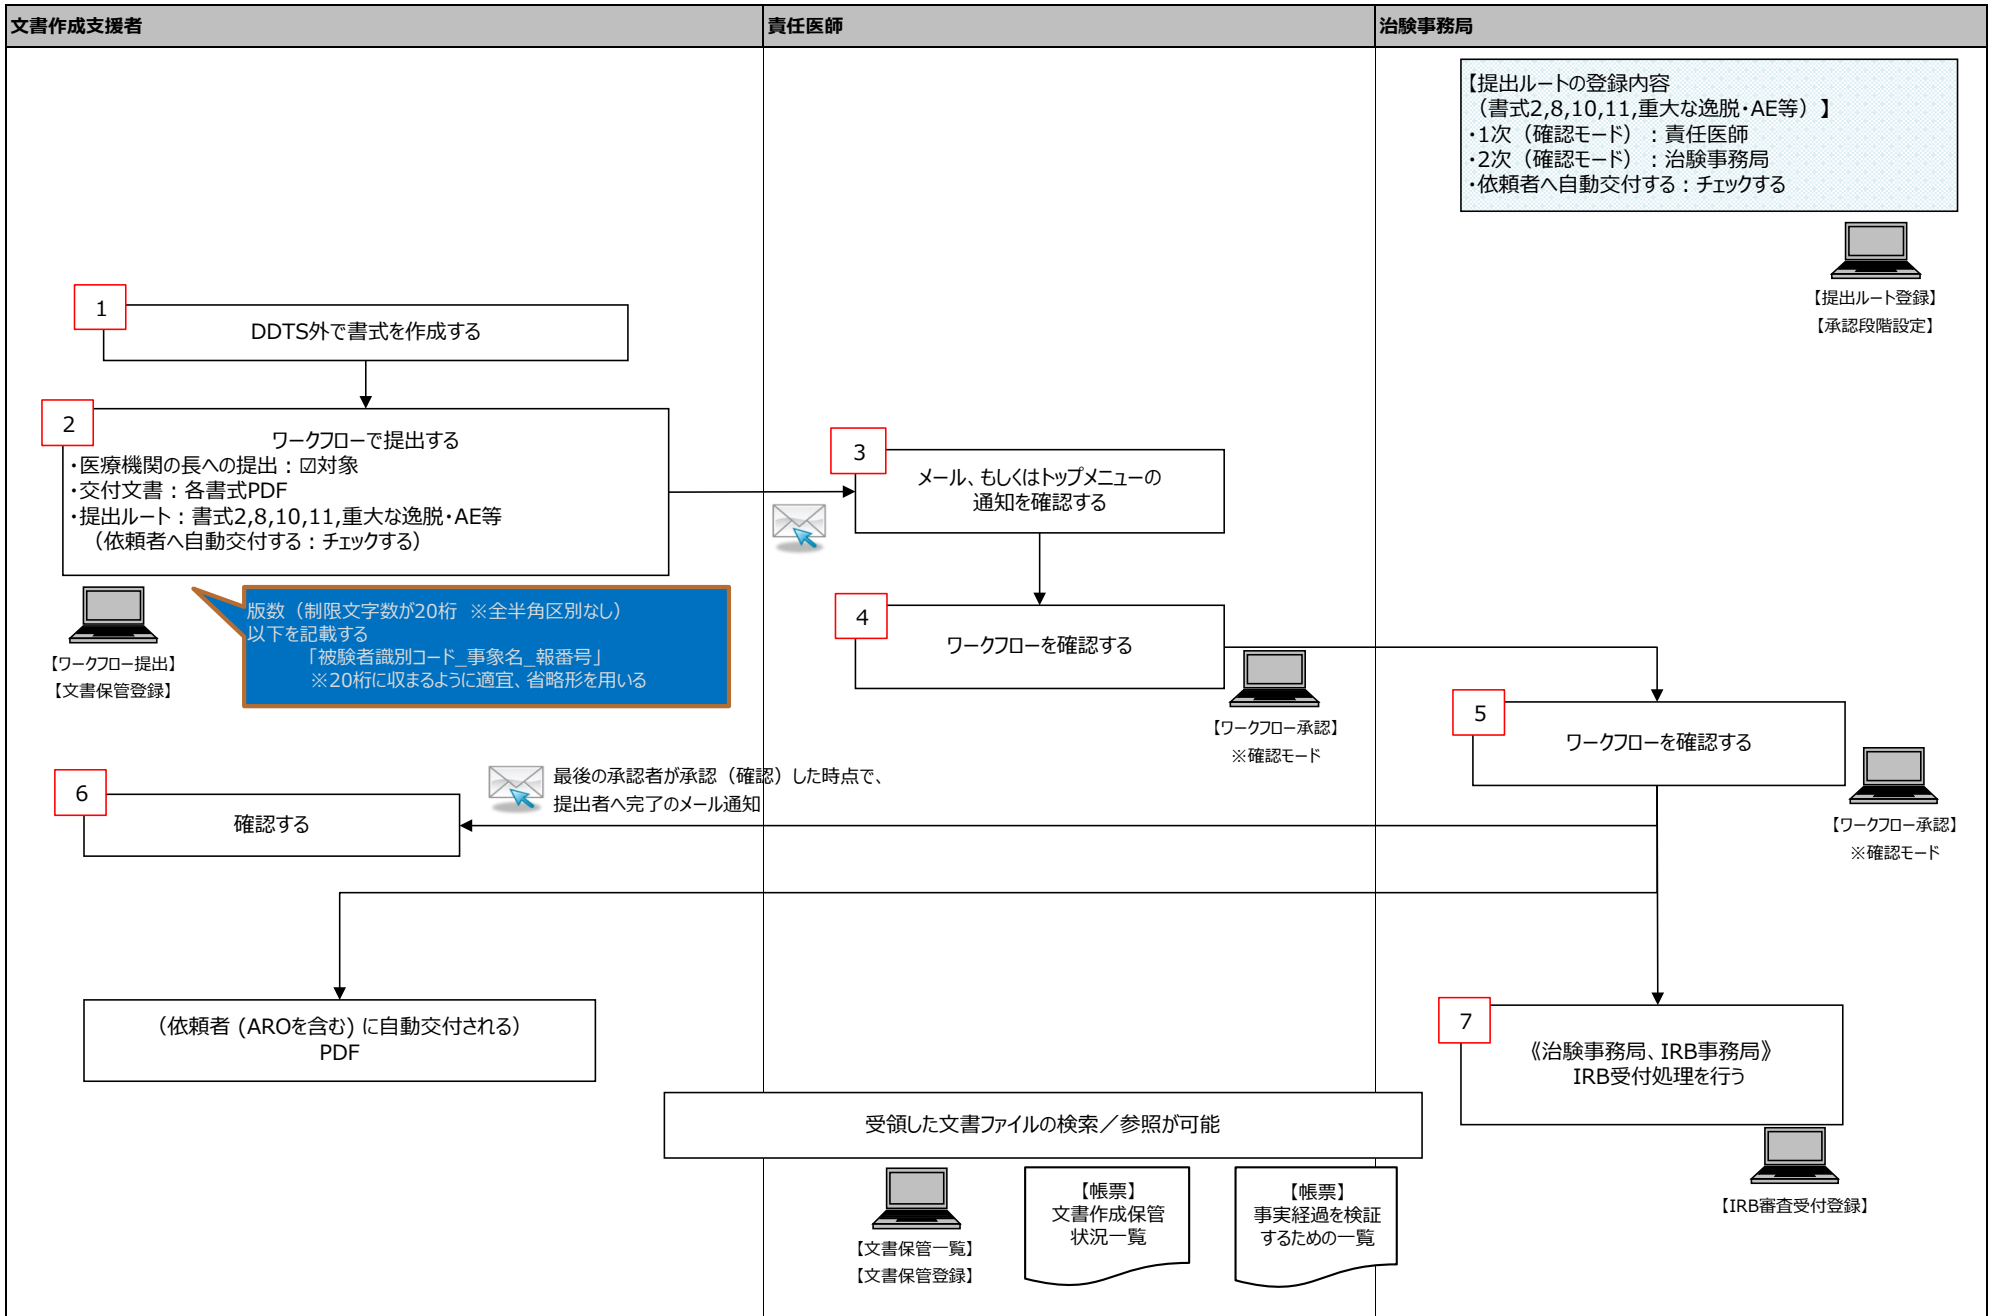 文書作成支援者
責任医師
治験事務局
【提出ルートの登録内容
（書式2,8,10,11,重大な逸脱・AE等）】
・1次（確認モード）：責任医師
・2次（確認モード）：治験事務局
・依頼者へ自動交付する：チェックする
【提出ルート登録】
【承認段階設定】
1
DDTS外で書式を作成する
2
ワークフローで提出する
・医療機関の長への提出：☑対象
・交付文書：各書式PDF
・提出ルート：書式2,8,10,11,重大な逸脱・AE等
（依頼者へ自動交付する：チェックする）
【ワークフロー提出】
【文書保管登録】
版数（制限文字数が20桁 ※全半角区別なし）
以下を記載する
「被験者識別コード_事象名_報番号」
※20桁に収まるように適宜、省略形を用いる
3
メール、もしくはトップメニューの
通知を確認する
4
ワークフローを確認する
【ワークフロー承認】
※確認モード
5
ワークフローを確認する
【ワークフロー承認】
※確認モード
6
確認する
最後の承認者が承認（確認）した時点で、
提出者へ完了のメール通知
（依頼者 (AROを含む) に自動交付される）
PDF
7
《治験事務局、IRB事務局》
IRB受付処理を行う
【IRB審査受付登録】
受領した文書ファイルの検索／参照が可能
【文書保管一覧】
【文書保管登録】
【帳票】
文書作成保管
状況一覧
【帳票】
事実経過を検証
するための一覧